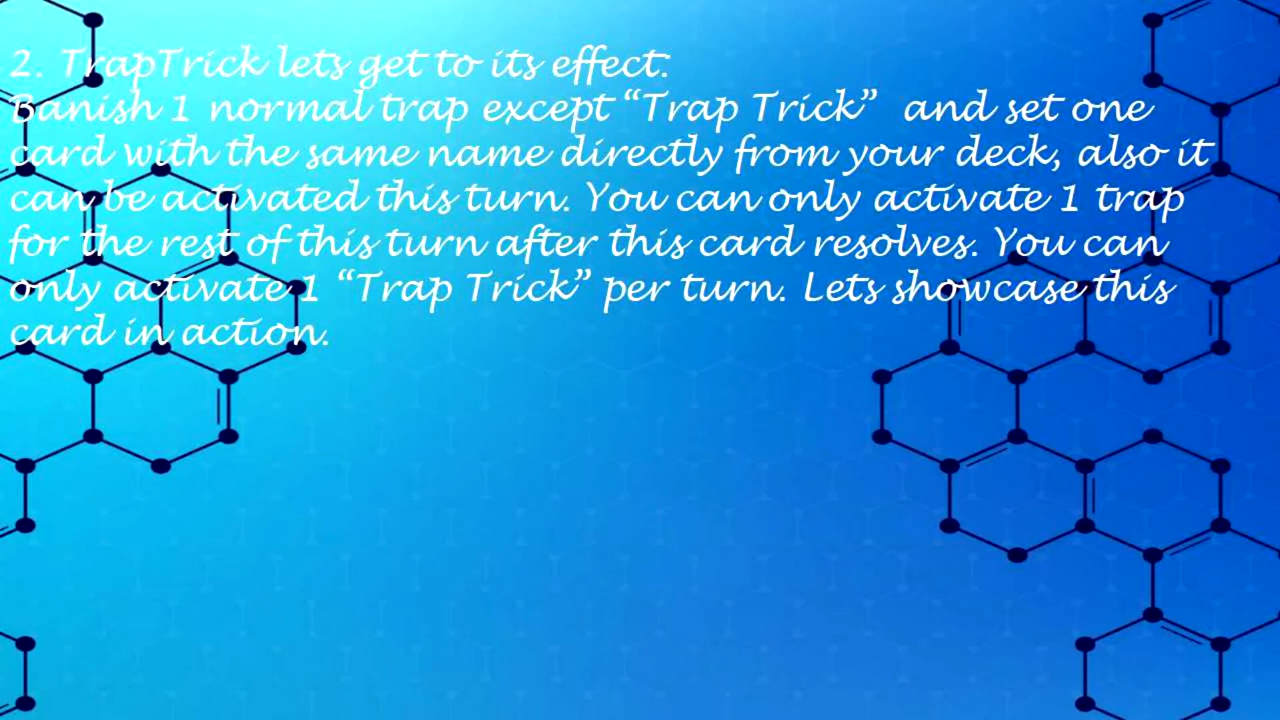 2. TrapTrick lets get to its effect:
Banish 1 normal trap except “Trap Trick” and set one
card with the same name directly from your deck, also it
can be activated this turn. You can only activate 1 trap
for the rest of this turn after this card resolves. You can
only activate 1 “Trap Trick” per turn. Lets showcase this
card in action.